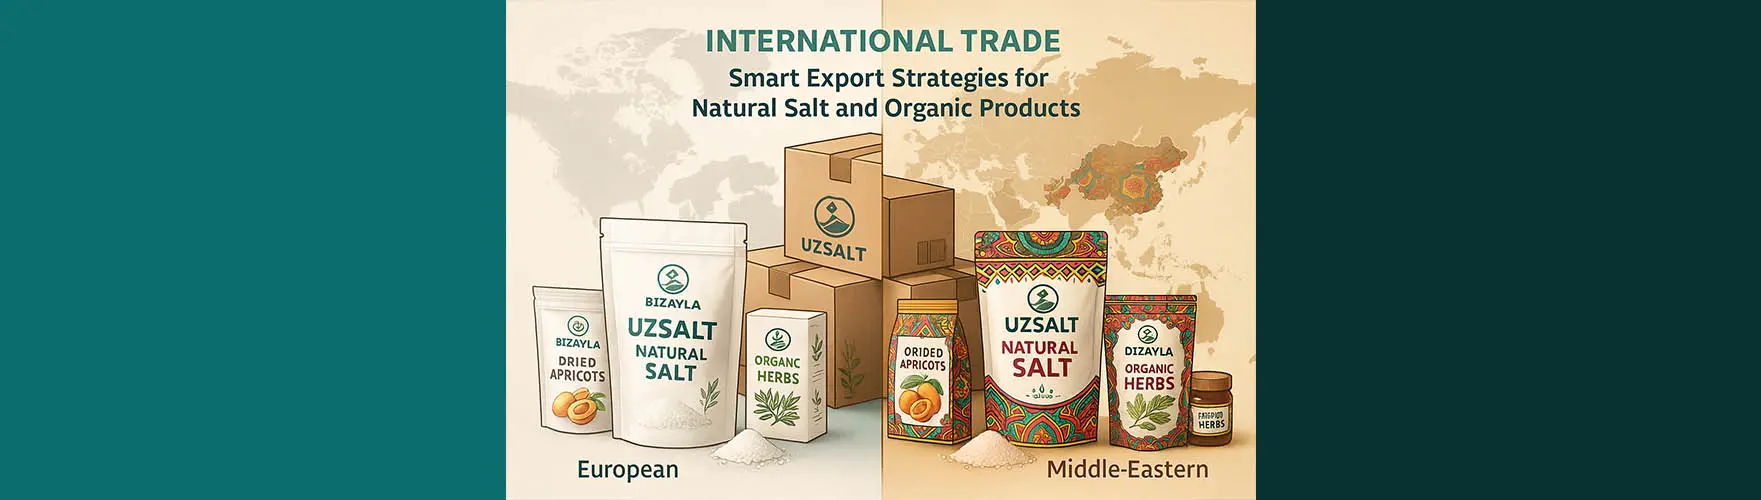 INTERNATIONAL TRADE
Smart Export Strategies for
Natural Salt and Organic Products
UZSALT
BIZAYLA
DRIED
APRICOTS
BIZAYLA
UZSALT
NATURAL
SALT
ORGANC
HERBS
ORIDED
APRICOTS
UZSALT
NATURAL
SALT
DIZAYLA
ORGANIC
HERBS
HERBS
European
Middle-Eastern